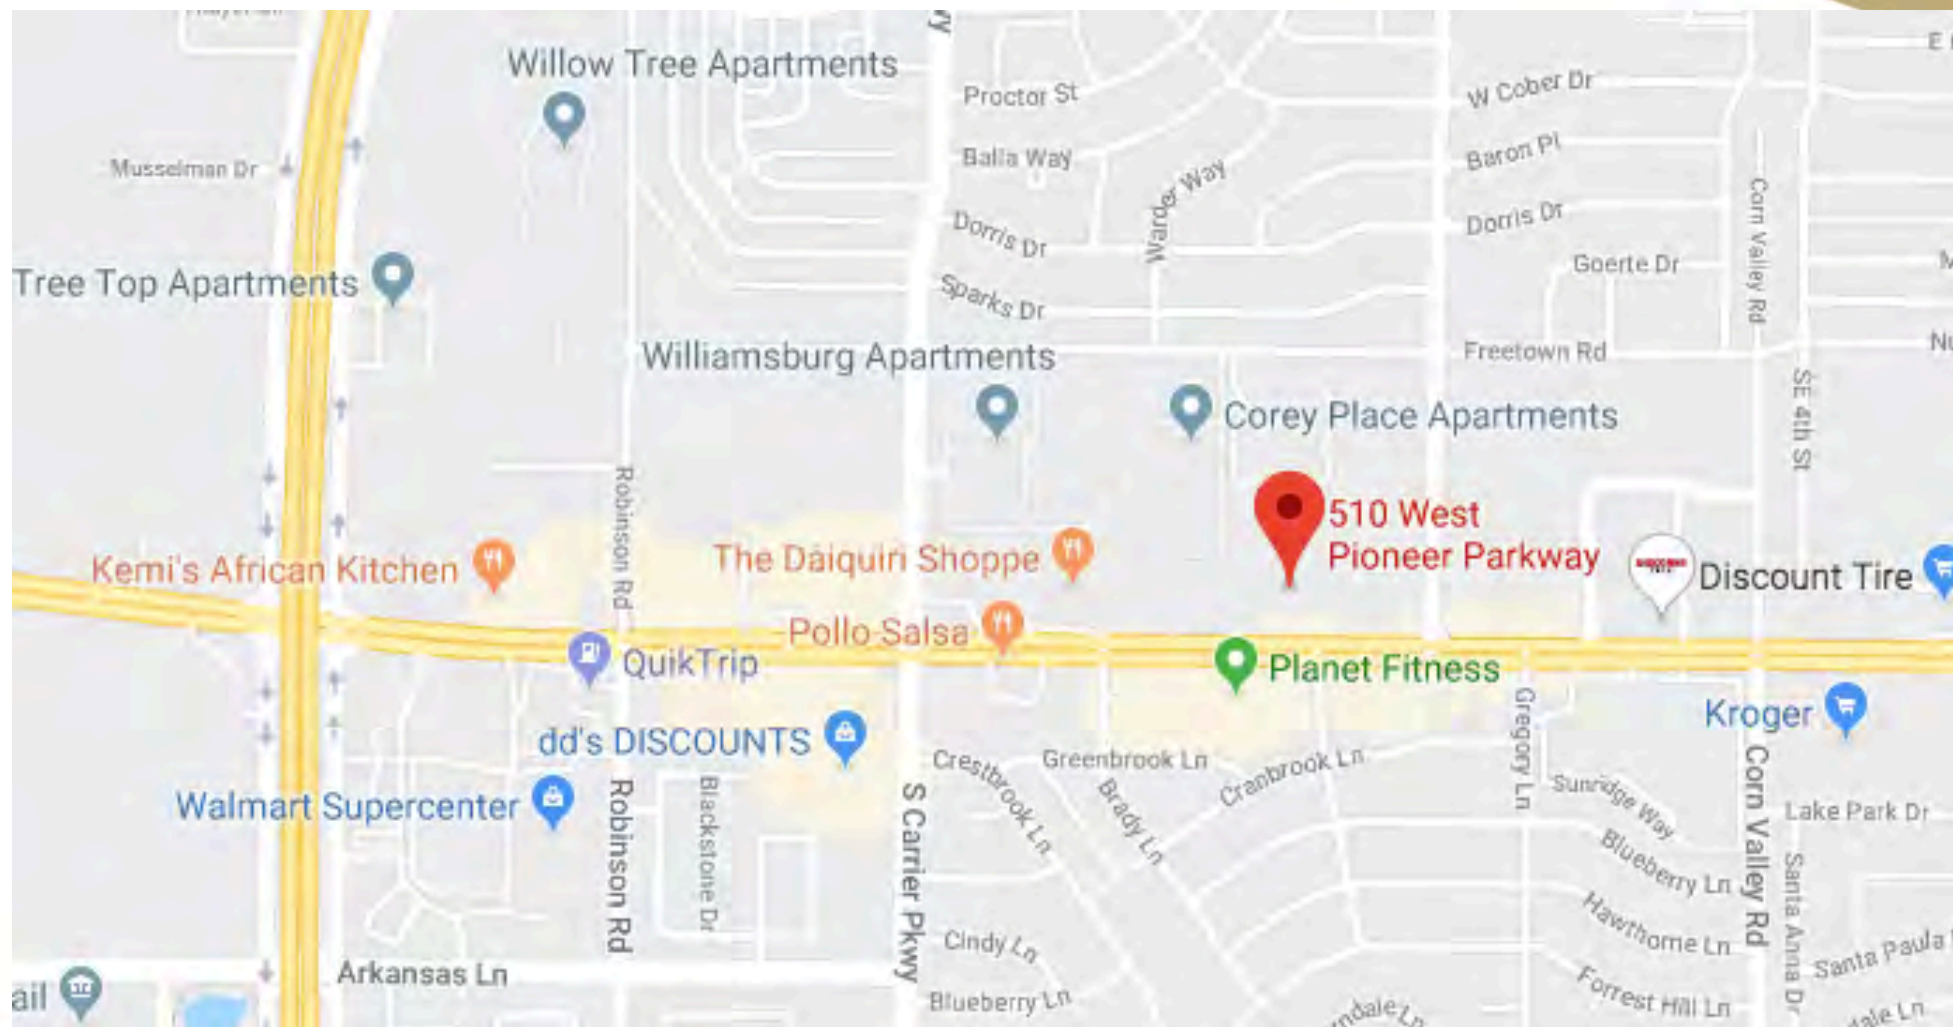 Willow Tree Apartments
Proctor St
W Cober Dr
Musselman Dr
Balla Way
Baron Pl
Warder Way
Corn Valley Rd
Dorris Dr
Dorris Dr
Goerte Dr
Tree Top Apartments
Sparks Dr
Williamsburg Apartments
Freetown Rd
SE 4th St
Corey Place Apartments
Robinson Rd
510 West
Pioneer Parkway
Kemi's African Kitchen
The Daiquiri Shoppe
Discount Tire
Pollo Salsa
QuikTrip
Planet Fitness
Gregory Ln
Kroger
dd's DISCOUNTS
Crestbrook Ln
Greenbrook Ln
Cranbrook Ln
Brady Ln
Sunridge Way
Walmart Supercenter
Robinson Rd
Blackstone Dr
S Carrier Pkwy
Corn Valley Rd
Lake Park Dr
Blueberry Ln
Santa Anna Dr
Hawthorne Ln
Cindy Ln
Santa Paula
Arkansas Ln
Forrest Hill Ln
Blueberry Ln
ail
ndale Ln
dale Ln